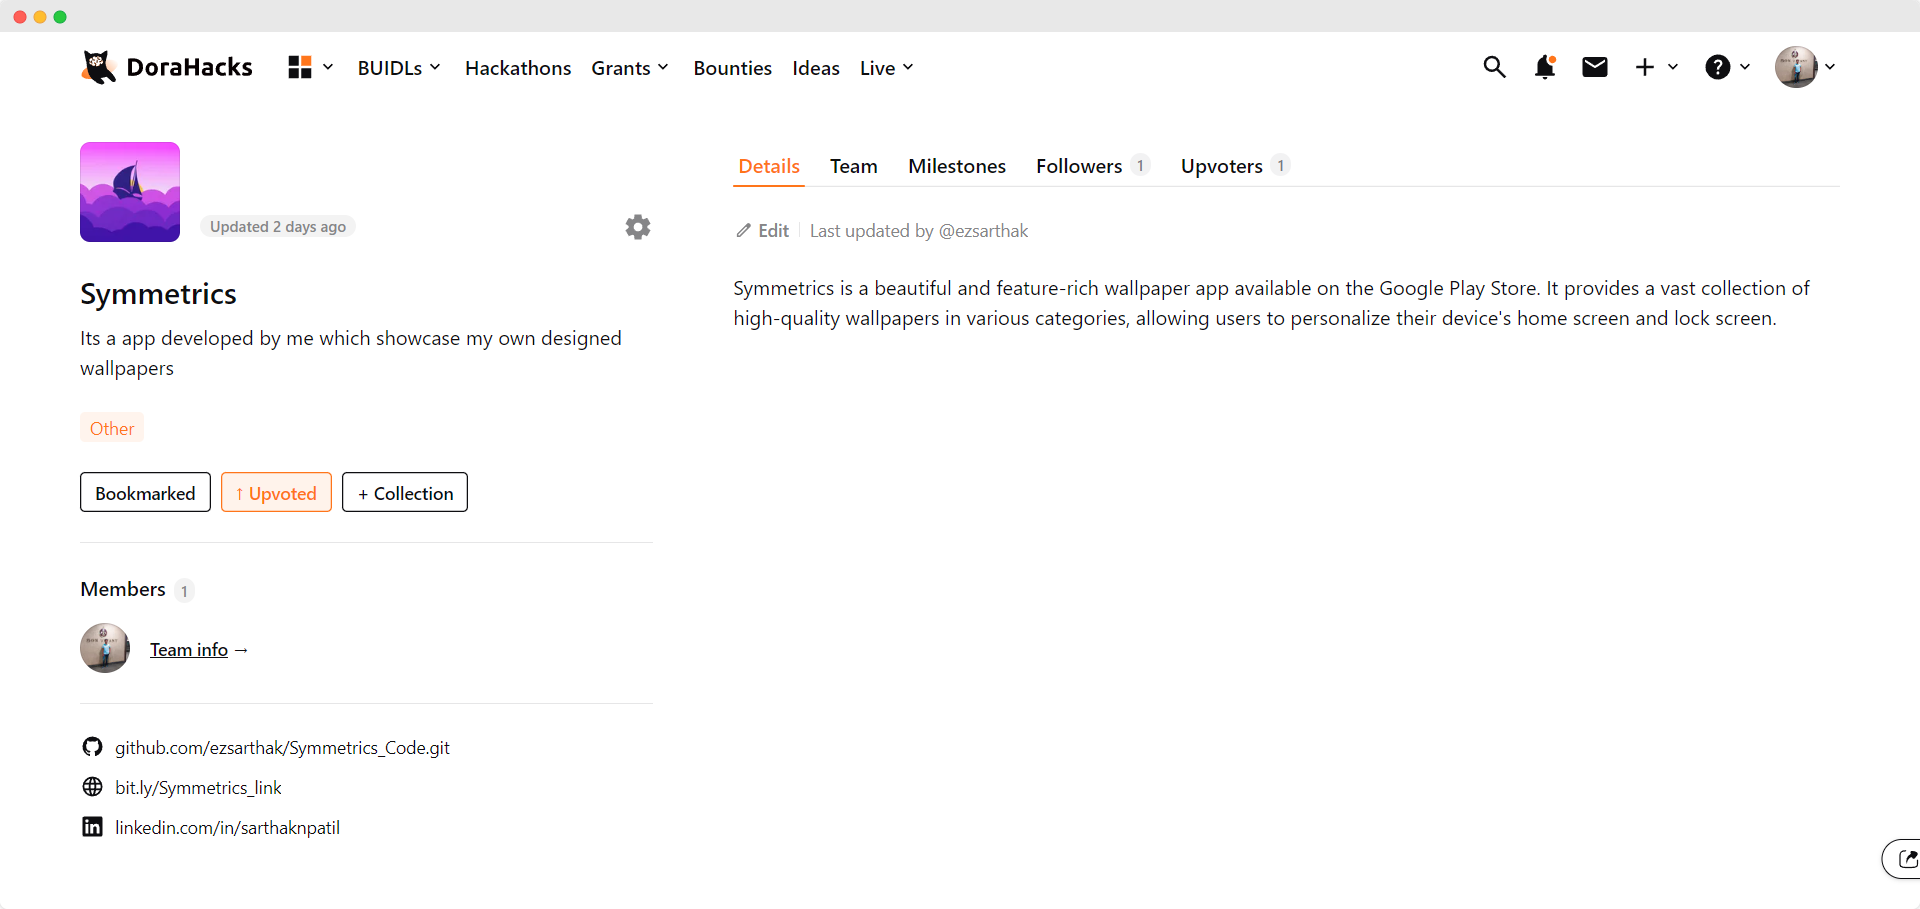 DoraHacks
BUIDLs
Hackathons
Grants
Bounties
Ideas
Live
Updated 2 days ago
Symmetrics
Its a app developed by me which showcase my own designed
wallpapers
Other
Bookmarked
↑ Upvoted
+ Collection
Members 1
Team info →
github.com/ezsarthak/Symmetrics_Code.git
bit.ly/Symmetrics_link
linkedin.com/in/sarthaknpatil
Details
Team
Milestones
Followers 1
Upvoters 1
Edit
Last updated by @ezsarthak
Symmetrics is a beautiful and feature-rich wallpaper app available on the Google Play Store. It provides a vast collection of
high-quality wallpapers in various categories, allowing users to personalize their device's home screen and lock screen.